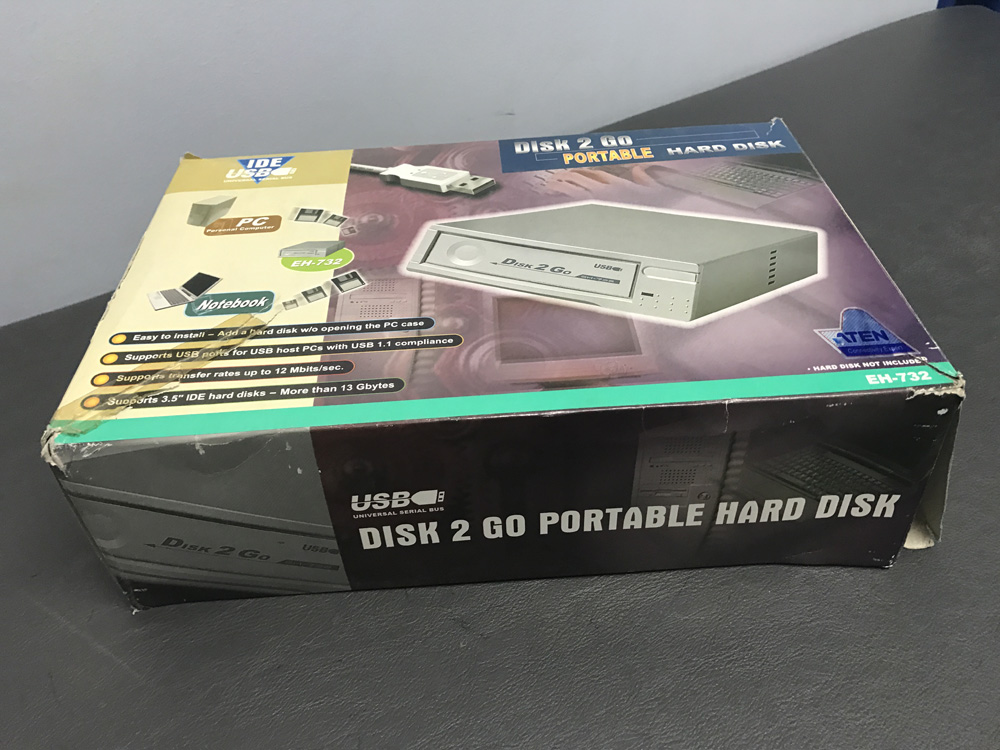 IDE
USB
DISK 2 GO
PORTABLE HARD DISK
PC
Personal Computer
EH-732
Notebook
DISK 2 GO
USB
Easy to install – Add a hard disk w/o opening the PC case
Supports USB ports for USB host PCs with USB 1.1 compliance
Supports transfer rates up to 12 Mbits/sec.
Supports 3.5" IDE hard disks – More than 13 Gbytes
ATEN
• HARD DISK NOT INCLUDED
EH-732
USB
UNIVERSAL SERIAL BUS
DISK 2 GO PORTABLE HARD DISK
DISK 2 GO
USB